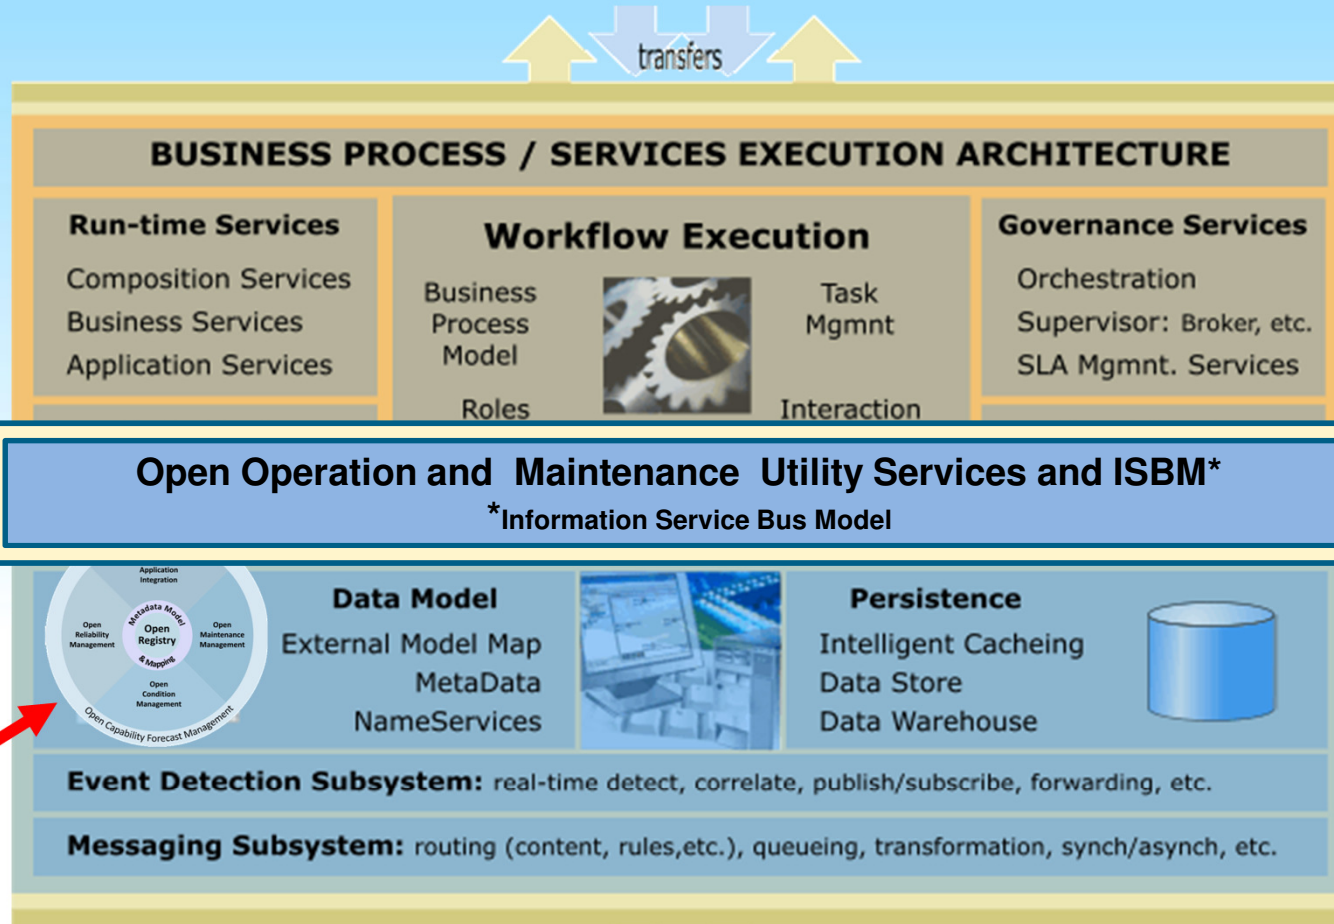 transfers
BUSINESS PROCESS / SERVICES EXECUTION ARCHITECTURE
Run-time Services
Composition Services
Business Services
Application Services
Workflow Execution
Business
Process
Model
Roles
Task
Mgmnt
Interaction
Governance Services
Orchestration
Supervisor: Broker, etc.
SLA Mgmnt. Services
Open Operation and Maintenance Utility Services and ISBM*
*Information Service Bus Model
Application
Integration
Open
Reliability
Management
Metadata Model
Open
Registry
& Mapping
Open
Maintenance
Management
Open
Condition
Management
Open Capability Forecast Management
Data Model
External Model Map
MetaData
NameServices
Persistence
Intelligent Cacheing
Data Store
Data Warehouse
Event Detection Subsystem: real-time detect, correlate, publish/subscribe, forwarding, etc.
Messaging Subsystem: routing (content, rules,etc.), queueing, transformation, synch/asynch, etc.